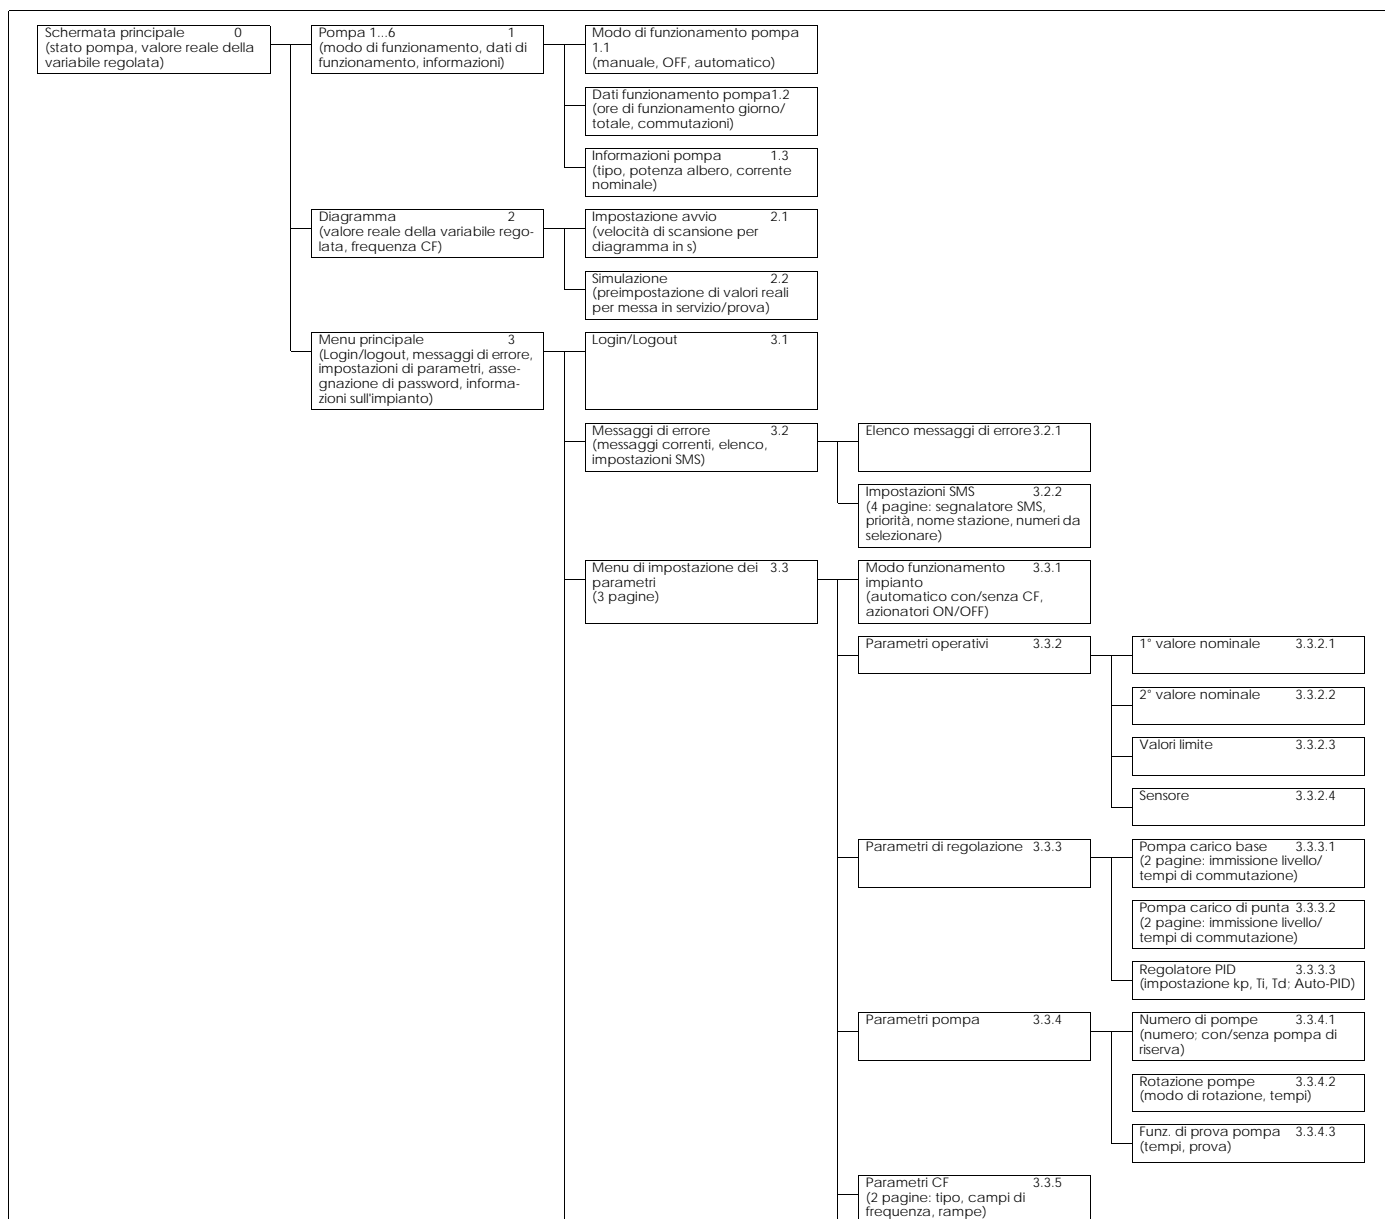 Schermata principale 0
(stato pompa, valore reale della
variabile regolata)
Pompa 1...6 1
(modo di funzionamento, dati di
funzionamento, informazioni)
Modo di funzionamento pompa
1.1
(manuale, OFF, automatico)
Dati funzionamento pompa1.2
(ore di funzionamento giorno/
totale, commutazioni)
Informazioni pompa 1.3
(tipo, potenza albero, corrente
nominale)
Diagramma 2
(valore reale della variabile rego-
lata, frequenza CF)
Impostazione avvio 2.1
(velocità di scansione per
diagramma in s)
Simulazione 2.2
(preimpostazione di valori reali
per messa in servizio/prova)
Menu principale 3
(Login/logout, messaggi di errore,
impostazioni di parametri, asse-
gnazione di password, informa-
zioni sull'impianto)
Login/Logout 3.1
Messaggi di errore 3.2
(messaggi correnti, elenco,
impostazioni SMS)
Elenco messaggi di errore3.2.1
Impostazioni SMS 3.2.2
(4 pagine: segnalatore SMS,
priorità, nome stazione, numeri da
selezionare)
Menu di impostazione dei 3.3
parametri
(3 pagine)
Modo funzionamento 3.3.1
impianto
(automatico con/senza CF,
azionatori ON/OFF)
Parametri operativi 3.3.2
1° valore nominale 3.3.2.1
2° valore nominale 3.3.2.2
Valori limite 3.3.2.3
Sensore 3.3.2.4
Parametri di regolazione 3.3.3
Pompa carico base 3.3.3.1
(2 pagine: immissione livello/
tempi di commutazione)
Pompa carico di punta 3.3.3.2
(2 pagine: immissione livello/
tempi di commutazione)
Regolatore PID 3.3.3.3
(impostazione kp, Ti, Td; Auto-PID)
Parametri pompa 3.3.4
Numero di pompe 3.3.4.1
(numero; con/senza pompa di
riserva)
Rotazione pompe 3.3.4.2
(modo di rotazione, tempi)
Funz. di prova pompa 3.3.4.3
(tempi, prova)
Parametri CF 3.3.5
(2 pagine: tipo, campi di
frequenza, rampe)